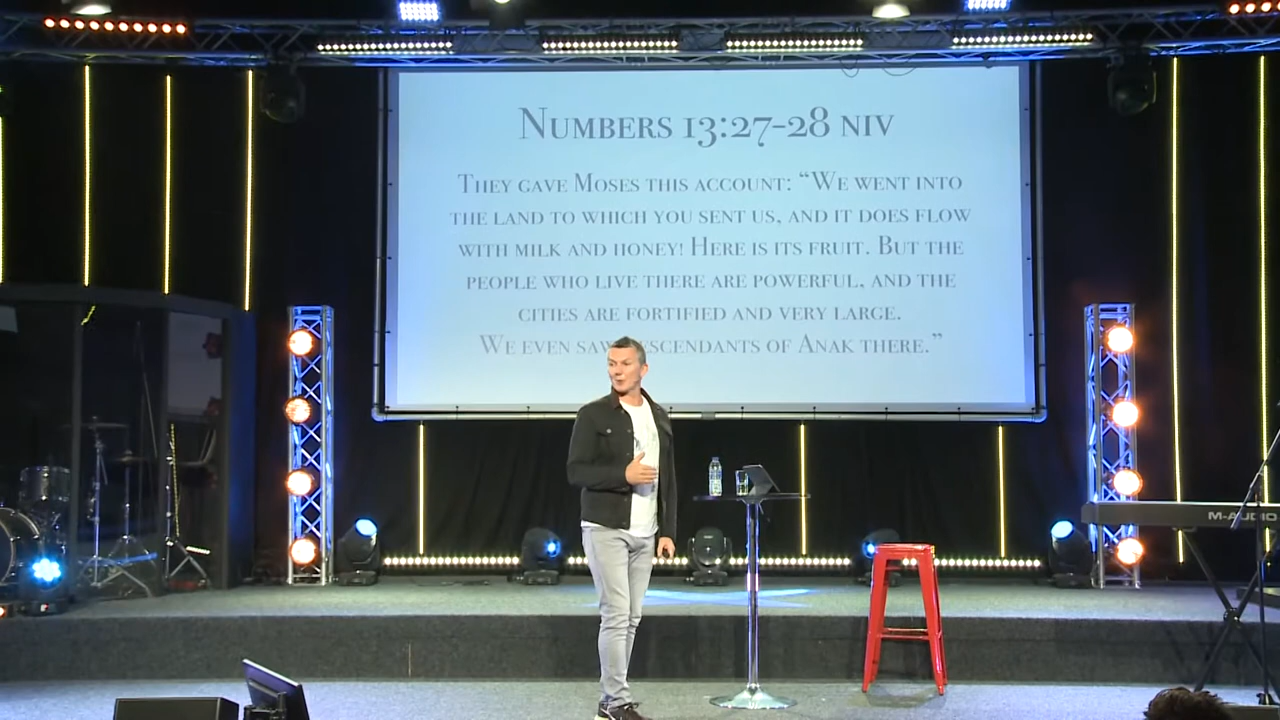 Numbers 13:27-28 NIV
They gave Moses this account: “We went into
the land to which you sent us, and it does flow
with milk and honey! Here is its fruit. But the
people who live there are powerful, and the
cities are fortified and very large.
We even saw descendants of Anak there.”
M-AUDIO